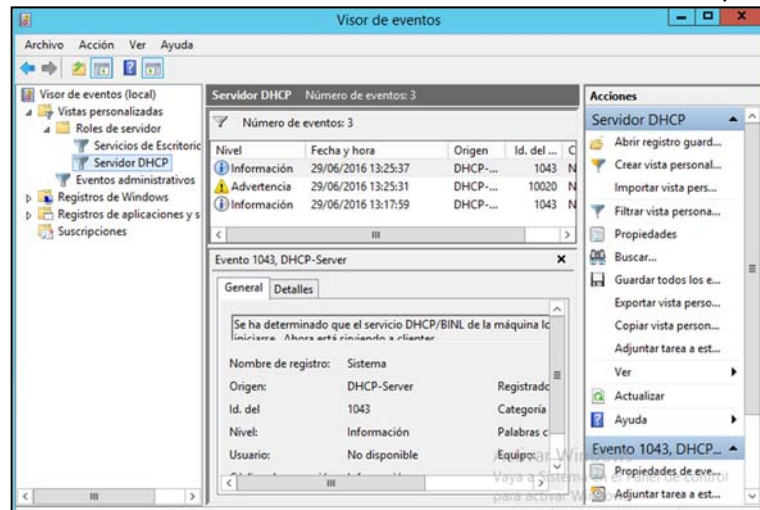 Visor de eventos
Archivo Acción Ver Ayuda
Visor de eventos (local)
Vistas personalizadas
Roles de servidor
Servicios de Escritoric
Servidor DHCP
Eventos administrativos
Registros de Windows
Registros de aplicaciones y s
Suscripciones
Servidor DHCP Número de eventos: 3
Número de eventos: 3
Nivel Fecha y hora Origen Id. del ... C
Información 29/06/2016 13:25:37 DHCP-... 1043 N
Advertencia 29/06/2016 13:25:31 DHCP-... 10020 N
Información 29/06/2016 13:17:59 DHCP-... 1043 N
Evento 1043, DHCP-Server
General Detalles
Se ha determinado que el servicio DHCP/BINL de la máquina lo
iniciarse. Ahora está
Nombre de registro: Sistema
Origen: DHCP-Server Registrado
Id. del 1043 Categoría
Nivel: Información Palabras c
Usuario: No disponible Equipo:
Acciones
Servidor DHCP
Abrir registro guard...
Crear vista personal...
Importar vista pers...
Filtrar vista persona...
Propiedades
Buscar...
Guardar todos los e...
Exportar vista perso...
Copiar vista person...
Adjuntar tarea a est...
Ver
Actualizar
Ayuda
Evento 1043, DHCP...
Propiedades de eve...
Adjuntar tarea a est...